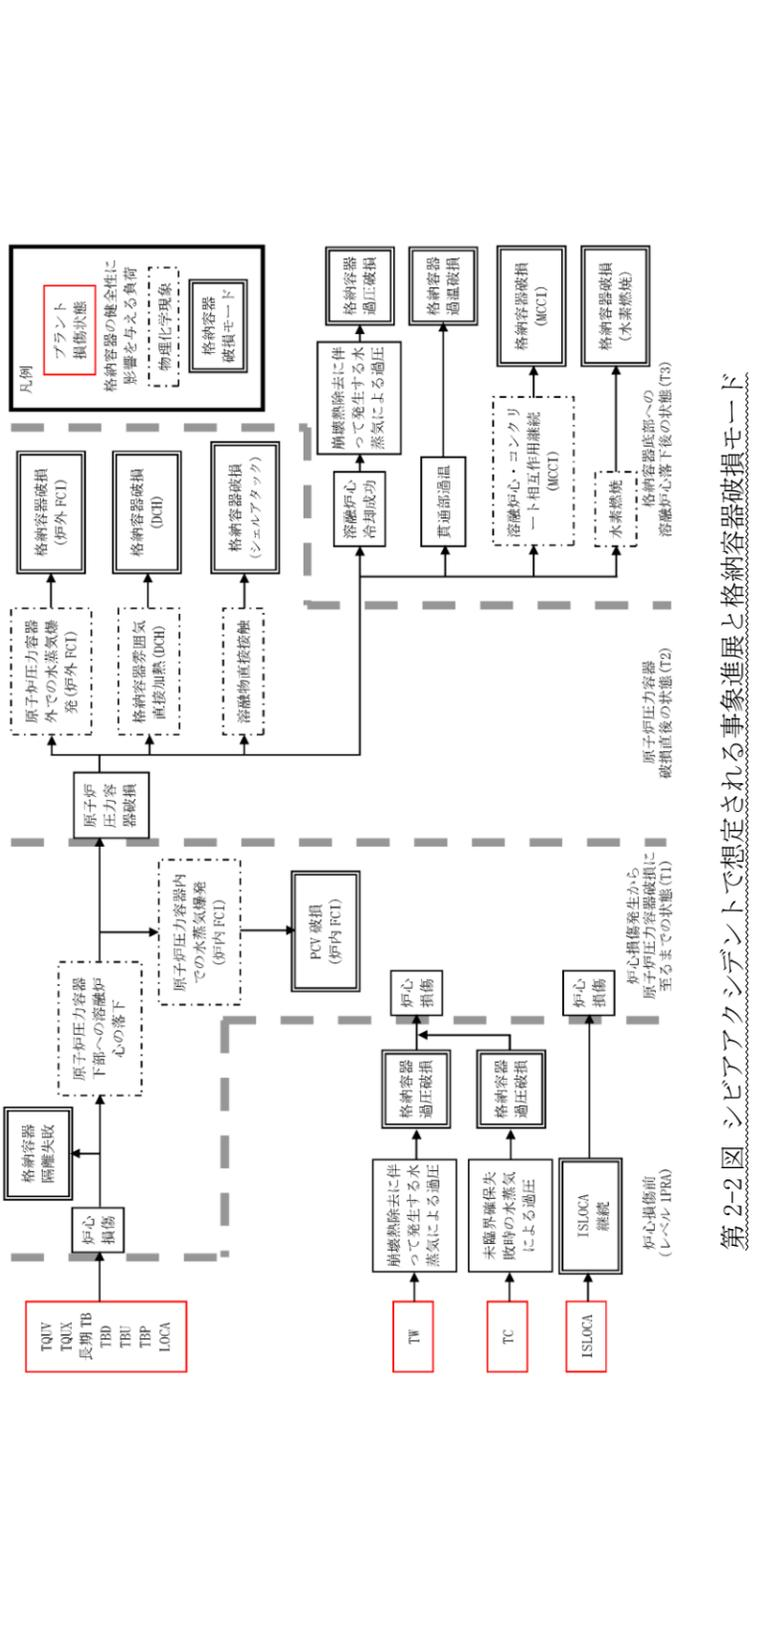 凡例
プラント
損傷状態
格納容器の健全性に
影響を与える負荷
物理化学現象
格納容器
破損モード
TQUV
TQUX
長期 TB
TBD
TBU
TBP
LOCA
炉心
損傷
格納容器
隔離失敗
原子炉圧力容器
下部への溶融炉
心の落下
原子炉圧力容器内
での水蒸気爆発
(炉内 FCI)
PCV 破損
(炉内 FCI)
原子炉
圧力容
器破損
原子炉圧力容器
外での水蒸気爆
発(炉外 FCI)
格納容器破損
(炉外 FCI)
格納容器雰囲気
直接加熱(DCH)
格納容器破損
(DCH)
溶融物直接接触
格納容器破損
(シェルアタック)
溶融炉心
冷却成功
崩壊熱除去に伴
って発生する水
蒸気による過圧
格納容器
過圧破損
貫通部過温
格納容器
過温破損
溶融炉心・コンクリ
ート相互作用継続
(MCCI)
格納容器破損
(MCCI)
水素燃焼
格納容器破損
(水素燃焼)
TW
崩壊熱除去に伴
って発生する水
蒸気による過圧
格納容器
過圧破損
炉心
損傷
TC
未臨界確保失
敗時の水蒸気
による過圧
格納容器
過圧破損
ISLOCA
ISLOCA
継続
炉心
損傷
炉心損傷前
(レベル 1PRA)
炉心損傷発生から
原子炉圧力容器破損に
至るまでの状態(T1)
原子炉圧力容器
破損直後の状態(T2)
格納容器底部への
溶融炉心落下後の状態(T3)
第 2-2 図 シビアアクシデントで想定される事象進展と格納容器破損モード